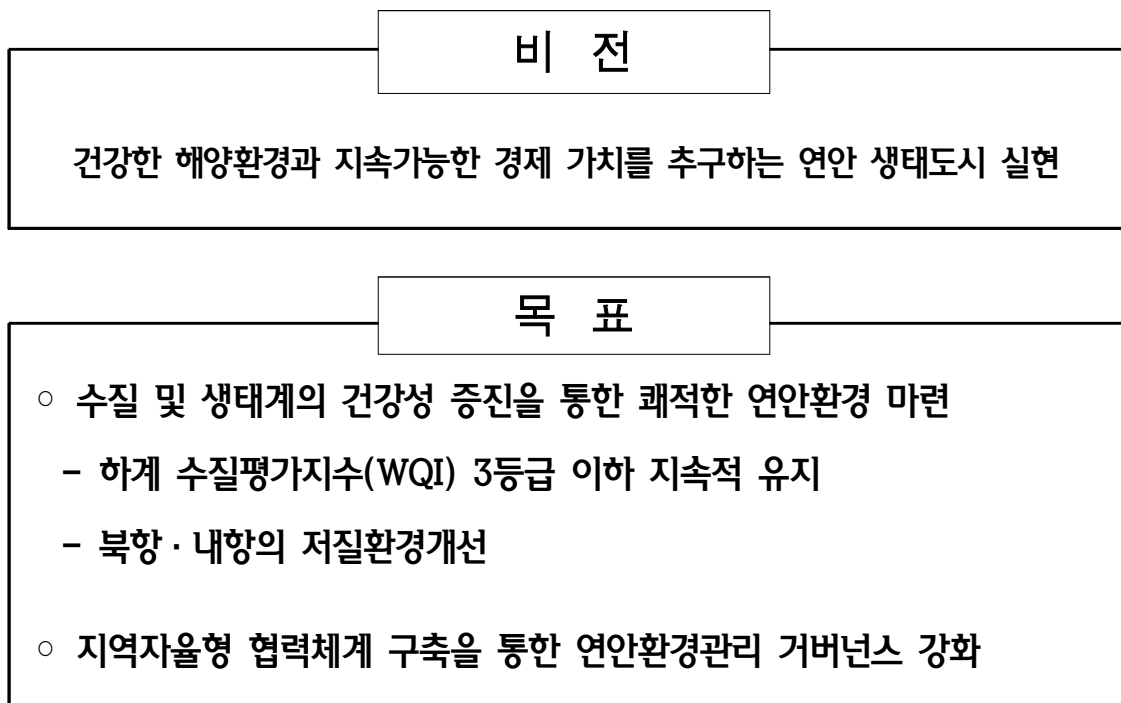 비 전
건강한 해양환경과 지속가능한 경제 가치를 추구하는 연안 생태도시 실현
목 표
○ 수질 및 생태계의 건강성 증진을 통한 쾌적한 연안환경 마련
- 하계 수질평가지수(WQI) 3등급 이하 지속적 유지
- 북항·내항의 저질환경개선
○ 지역자율형 협력체계 구축을 통한 연안환경관리 거버넌스 강화